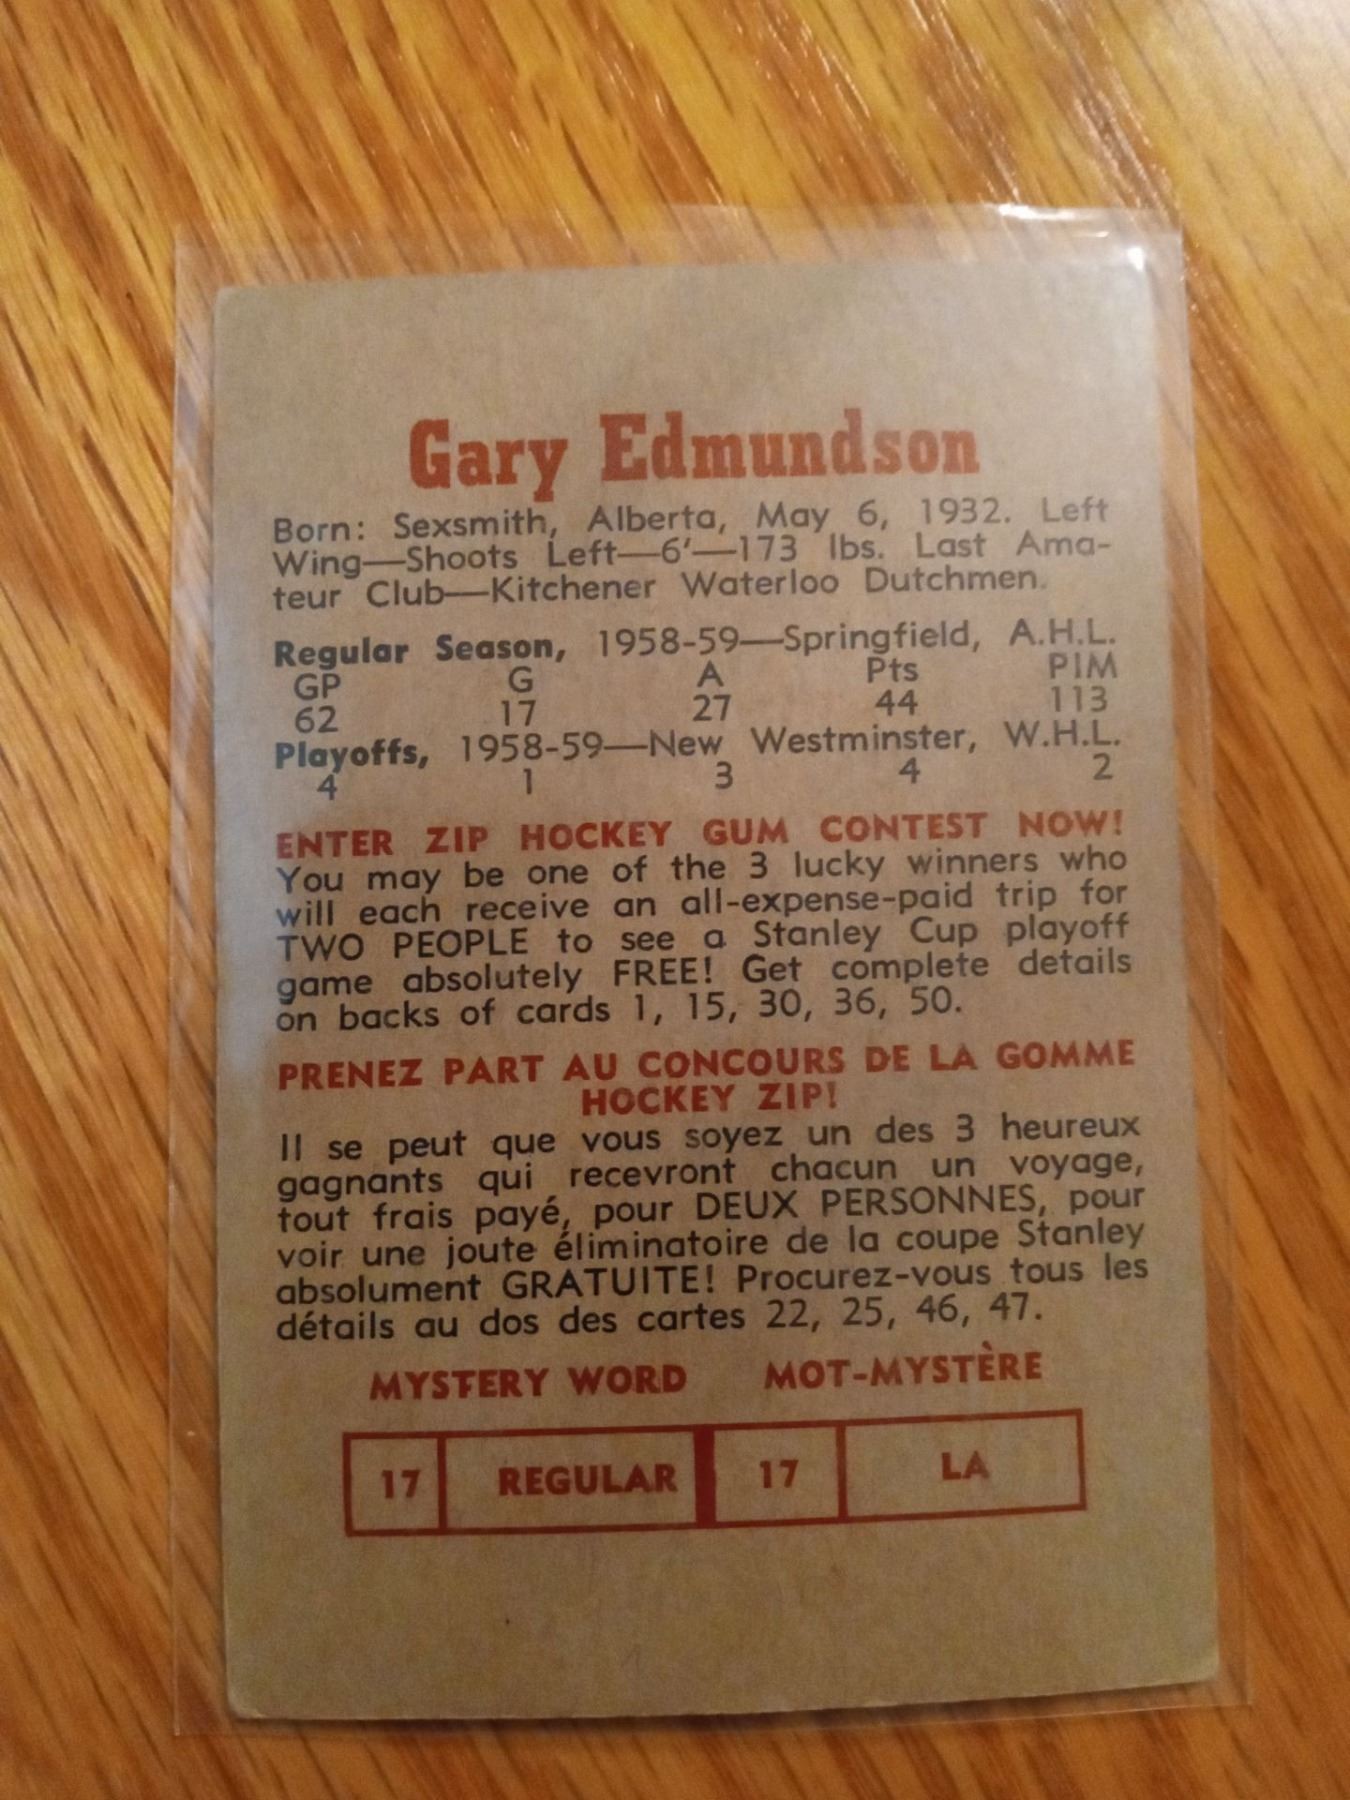 Gary Edmundson
Born: Sexsmith, Alberta, May 6, 1932. Left
Wing—Shoots Left—6'—173 lbs. Last Ama-
teur Club—Kitchener Waterloo Dutchmen.
Regular Season, 1958-59—Springfield, A.H.L.
GP G A Pts PIM
62 17 27 44 113
Playoffs, 1958-59—New Westminster, W.H.L.
4 1 3 4 2
ENTER ZIP HOCKEY GUM CONTEST NOW!
You may be one of the 3 lucky winners who
will each receive an all-expense-paid trip for
TWO PEOPLE to see a Stanley Cup playoff
game absolutely FREE! Get complete details
on backs of cards 1, 15, 30, 36, 50.
PRENEZ PART AU CONCOURS DE LA GOMME
HOCKEY ZIP!
Il se peut que vous soyez un des 3 heureux
gagnants qui recevront chacun un voyage,
tout frais payé, pour DEUX PERSONNES, pour
voir une joute éliminatoire de la coupe Stanley
absolument GRATUITE! Procurez-vous tous les
détails au dos des cartes 22, 25, 46, 47.
MYSTERY WORD MOT-MYSTÈRE
17 REGULAR 17 LA